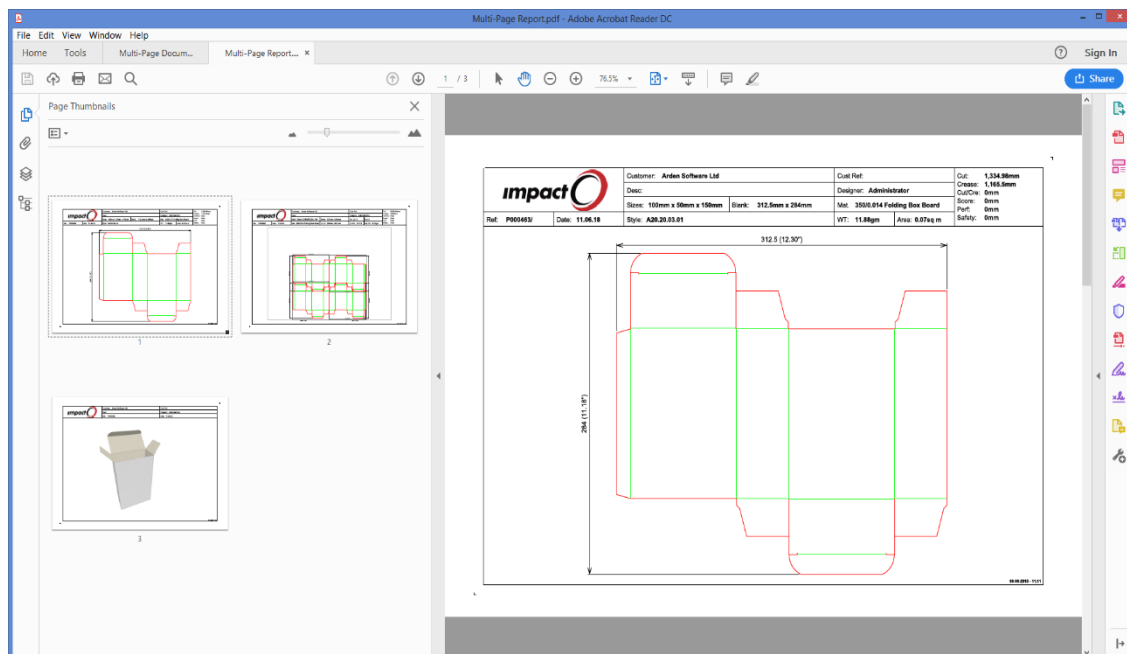 Multi-Page Report.pdf - Adobe Acrobat Reader DC
File Edit View Window Help
Home Tools Multi-Page Docum... Multi-Page Report... × Sign In
1 / 3 76.5% Share
Page Thumbnails
1
2
3
impact
Customer: Arden Software Ltd
Desc:
Sizes: 100mm x 50mm x 150mm Blank: 312.5mm x 284mm
Ref: P000463/ Date: 11.06.18 Style: A20.20.03.01
Cust Ref:
Designer: Administrator
Mat. 350/0.014 Folding Box Board
WT: 11.88gm Area: 0.07sq m
Cut: 1,334.98mm
Crease: 1,165.5mm
Cut/Cre: 0mm
Score: 0mm
Perf: 0mm
Safety: 0mm
312.5 (12.30")
284 (11.18")